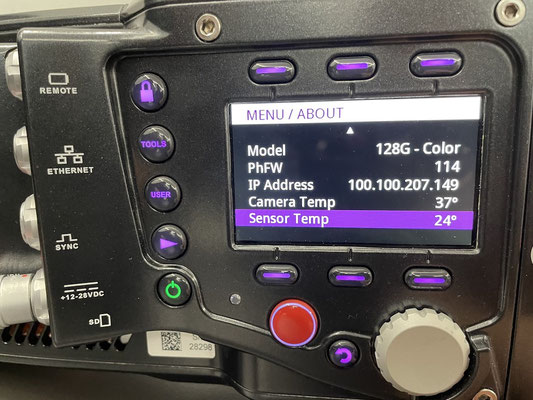 REMOTE
ETHERNET
SYNC
+12-28VDC
SD
TOOLS
USER
MENU / ABOUT
Model 128G - Color
PhFW 114
IP Address 100.100.207.149
Camera Temp 37°
Sensor Temp 24°
28298